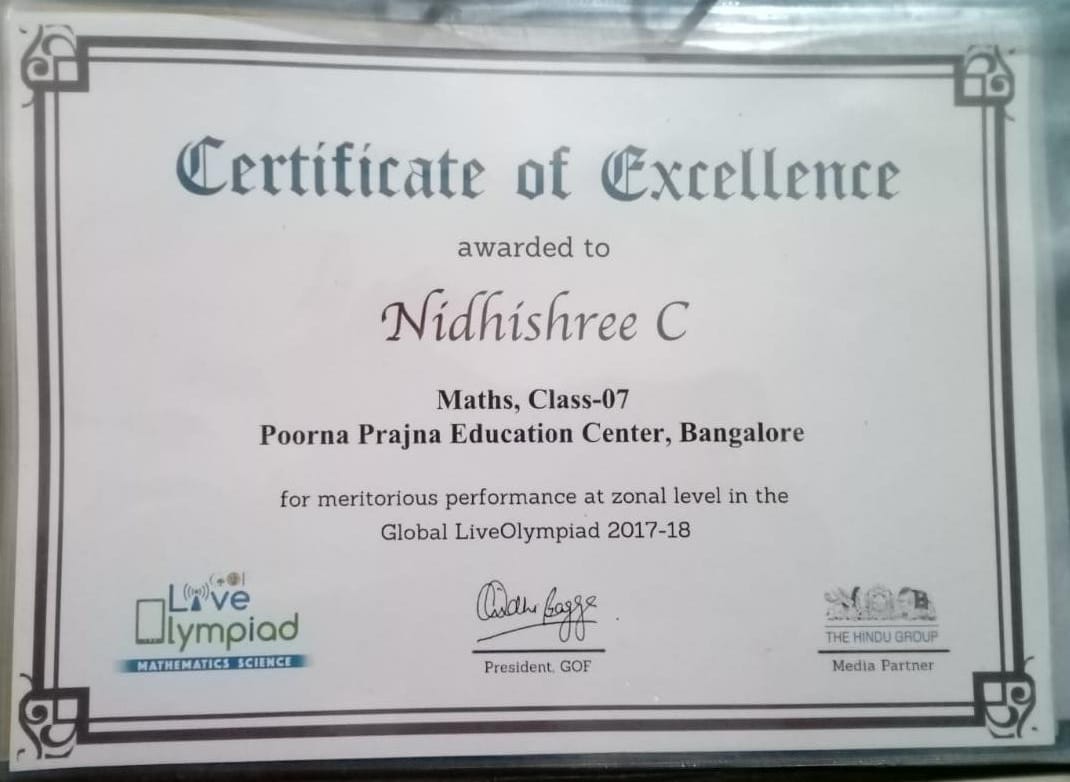 Certificate of Excellence
awarded to
Nidhishree C
Maths, Class-07
Poorna Prajna Education Center, Bangalore
for meritorious performance at zonal level in the
Global LiveOlympiad 2017-18
Live
Olympiad
MATHEMATICS SCIENCE
President, GOF
THE HINDU GROUP
Media Partner